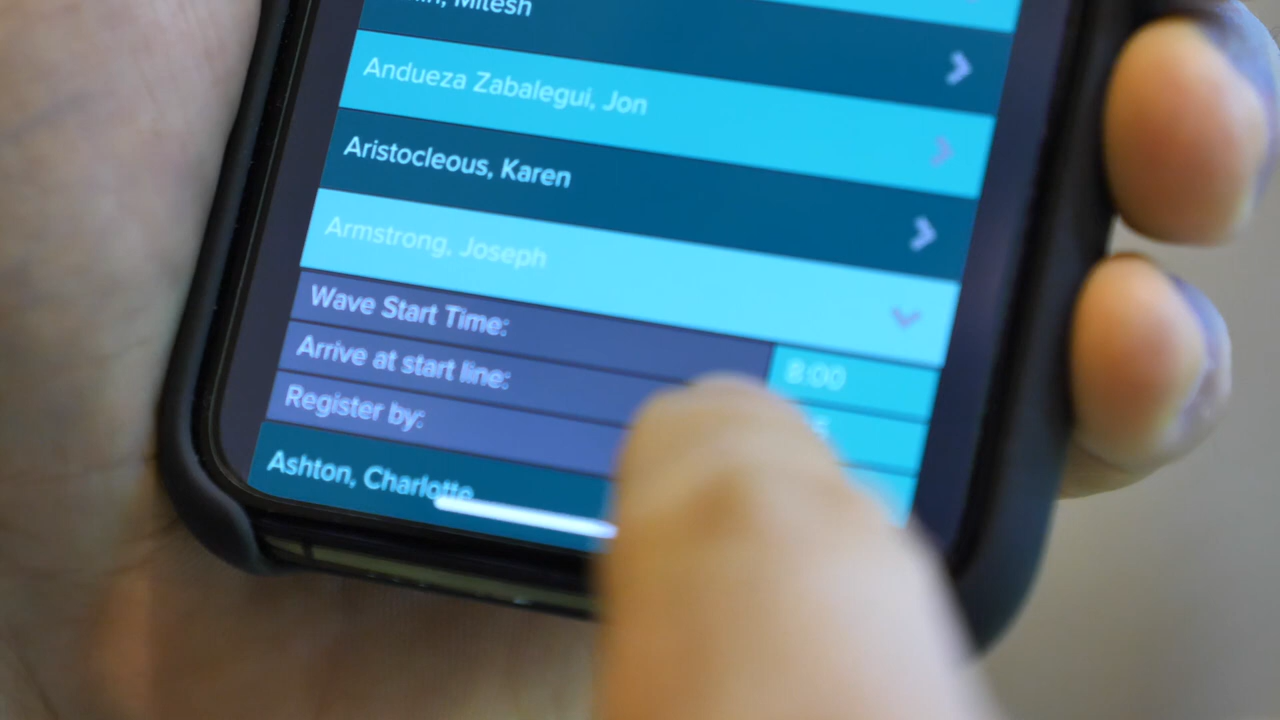 Mitesh
Andueza Zabalegui, Jon
Aristocleous, Karen
Armstrong, Joseph
Wave Start Time: 8:00
Arrive at start line:
Register by:
Ashton, Charlotte